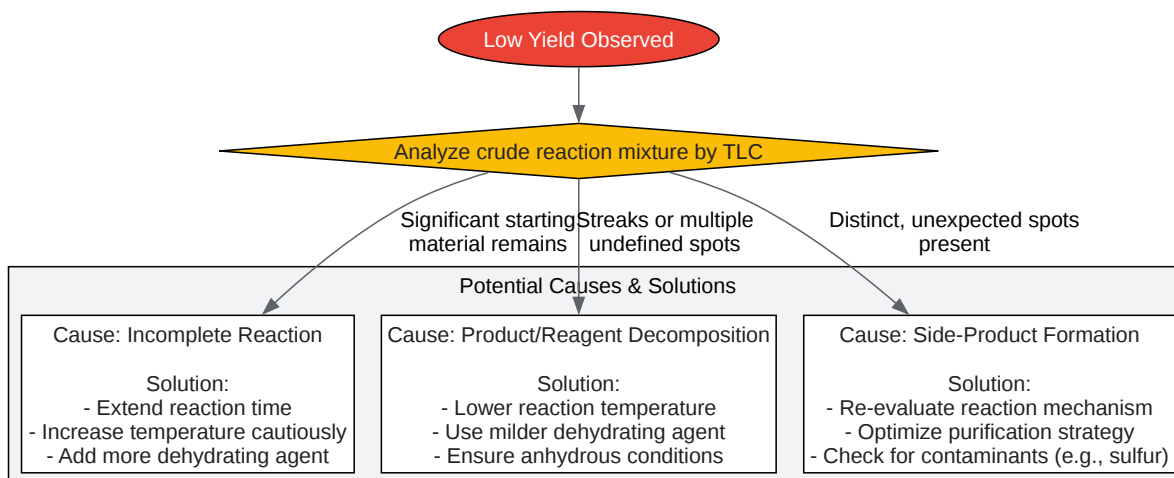 Low Yield Observed
Analyze crude reaction mixture by TLC
Significant starting
material remains
Streaks or multiple
undefined spots
Distinct, unexpected spots
present
Potential Causes & Solutions
Cause: Incomplete Reaction
Solution:
- Extend reaction time
- Increase temperature cautiously
- Add more dehydrating agent
Cause: Product/Reagent Decomposition
Solution:
- Lower reaction temperature
- Use milder dehydrating agent
- Ensure anhydrous conditions
Cause: Side-Product Formation
Solution:
- Re-evaluate reaction mechanism
- Optimize purification strategy
- Check for contaminants (e.g., sulfur)